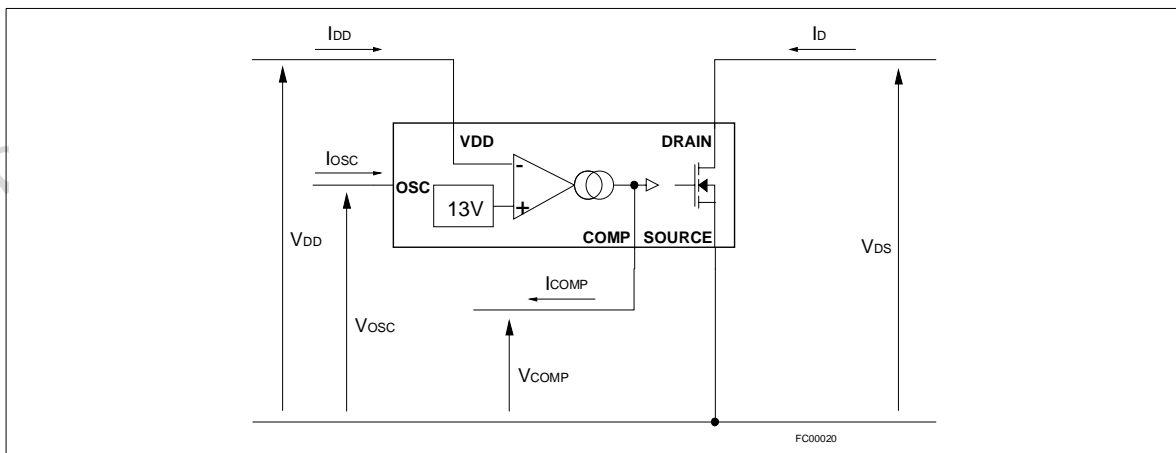 IDD
ID
VDD
DRAIN
IOSC
OSC
-
13V
+
COMP
SOURCE
VDD
VDS
ICOMP
VOSC
VCOMP
FC00020